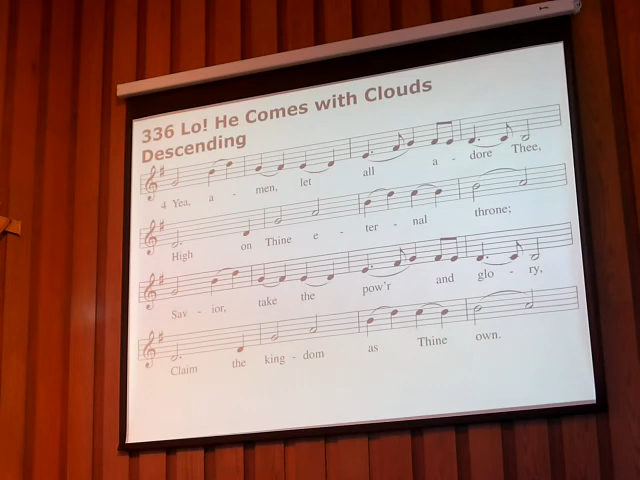 336 Lo! He Comes with Clouds
Descending
4 Yea, a - men, let all a - dore Thee,
High on Thine e - ter - nal throne;
Sav - ior, take the pow'r and glo - ry,
Claim the king - dom as Thine own.